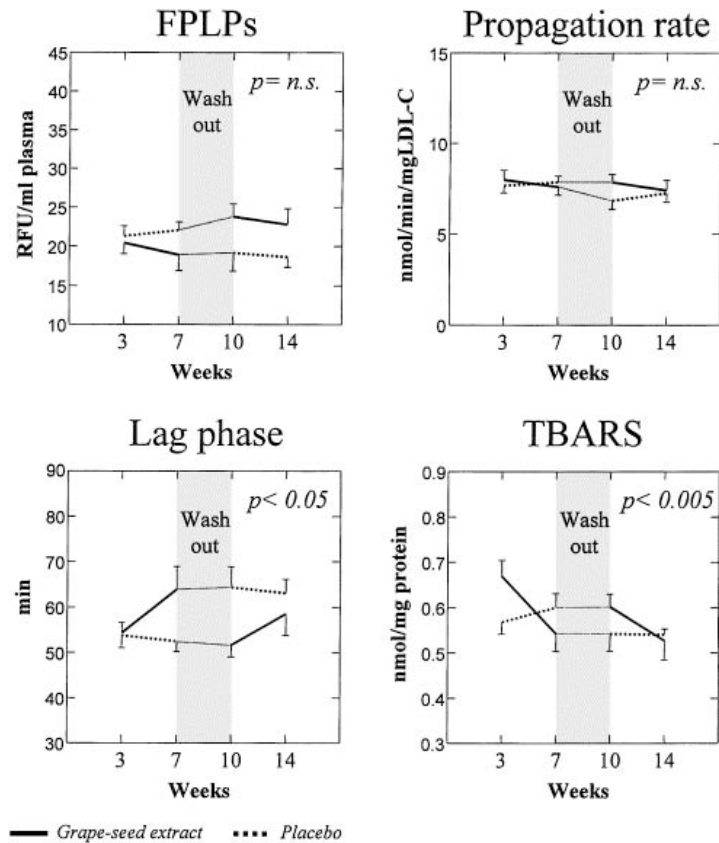 FPLPs
45
40
35
30
25
20
15
10
RFU/ml plasma
Wash
out
p= n.s.
3 7 10 14
Weeks
Propagation rate
15
10
5
0
nmol/min/mgLDL-C
Wash
out
p= n.s.
3 7 10 14
Weeks
Lag phase
90
80
70
60
50
40
30
min
Wash
out
p< 0.05
3 7 10 14
Weeks
TBARS
0.9
0.8
0.7
0.6
0.5
0.4
0.3
nmol/mg protein
Wash
out
p< 0.005
3 7 10 14
Weeks
Grape-seed extract Placebo